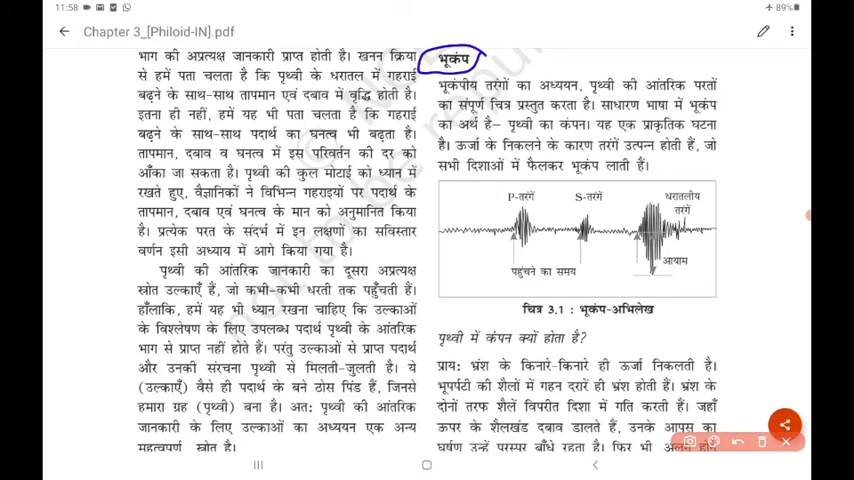 11:58
89%
Chapter 3_[Philoid-IN].pdf
भाग की अप्रत्यक्ष जानकारी प्राप्त होती है। खनन क्रिया
से हमें पता चलता है कि पृथ्वी के धरातल में गहराई
बढ़ने के साथ-साथ तापमान एवं दबाव में वृद्धि होती है।
इतना ही नहीं, हमें यह भी पता चलता है कि गहराई
बढ़ने के साथ-साथ पदार्थ का घनत्व भी बढ़ता है।
तापमान, दबाव व घनत्व में इस परिवर्तन की दर को
आँका जा सकता है। पृथ्वी की कुल मोटाई को ध्यान में
रखते हुए, वैज्ञानिकों ने विभिन्न गहराइयों पर पदार्थ के
तापमान, दबाव एवं घनत्व के मान को अनुमानित किया
है। प्रत्येक परत के संदर्भ में इन लक्षणों का सविस्तार
वर्णन इसी अध्याय में आगे किया गया है।
पृथ्वी की आंतरिक जानकारी का दूसरा अप्रत्यक्ष
स्रोत उल्काएँ हैं, जो कभी-कभी धरती तक पहुँचती हैं।
हाँलाकि, हमें यह भी ध्यान रखना चाहिए कि उल्काओं
के विश्लेषण के लिए उपलब्ध पदार्थ पृथ्वी के आंतरिक
भाग से प्राप्त नहीं होते हैं। परंतु उल्काओं से प्राप्त पदार्थ
और उनकी संरचना पृथ्वी से मिलती-जुलती है। ये
(उल्काएँ) वैसे ही पदार्थ के बने ठोस पिंड हैं, जिनसे
हमारा ग्रह (पृथ्वी) बना है। अत: पृथ्वी की आंतरिक
जानकारी के लिए उल्काओं का अध्ययन एक अन्य
महत्वपूर्ण स्रोत है।
भूकंप
भूकंपीय तरंगों का अध्ययन, पृथ्वी की आंतरिक परतों
का संपूर्ण चित्र प्रस्तुत करता है। साधारण भाषा में भूकंप
का अर्थ है- पृथ्वी का कंपन। यह एक प्राकृतिक घटना
है। ऊर्जा के निकलने के कारण तरंगें उत्पन्न होती हैं, जो
सभी दिशाओं में फैलकर भूकंप लाती हैं।
P-तरंगें S-तरंगें धरातलीय
तरंगें
आयाम
पहुंचने का समय
चित्र 3.1 : भूकंप-अभिलेख
पृथ्वी में कंपन क्यों होता है?
प्राय: भ्रंश के किनारे-किनारे ही ऊर्जा निकलती है।
भूपर्पटी की शैलों में गहन दरारें ही भ्रंश होती हैं। भ्रंश के
दोनों तरफ शैलें विपरीत दिशा में गति करती हैं। जहाँ
ऊपर के शैलखंड दबाव डालते हैं, उनके आपस का
घर्षण उन्हें परस्पर बाँधे रहता है। फिर भी अलग होने